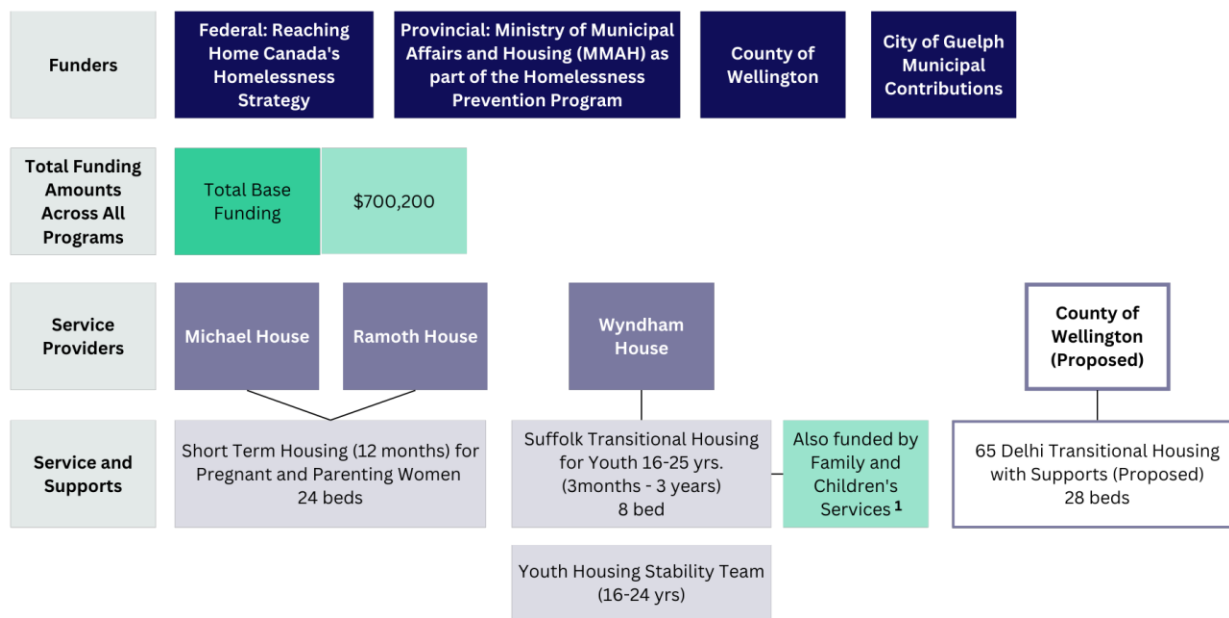 Funders
Federal: Reaching
Home Canada's
Homelessness
Strategy
Provincial: Ministry of Municipal
Affairs and Housing (MMAH) as
part of the Homelessness
Prevention Program
County of
Wellington
City of Guelph
Municipal
Contributions
Total Funding
Amounts
Across All
Programs
Total Base
Funding
$700,200
Service
Providers
Michael House
Ramoth House
Wyndham
House
County of
Wellington
(Proposed)
Service and
Supports
Short Term Housing (12 months) for
Pregnant and Parenting Women
24 beds
Suffolk Transitional Housing
for Youth 16-25 yrs.
(3months - 3 years)
8 bed
Also funded by
Family and
Children's
Services 1
65 Delhi Transitional Housing
with Supports (Proposed)
28 beds
Youth Housing Stability Team
(16-24 yrs)